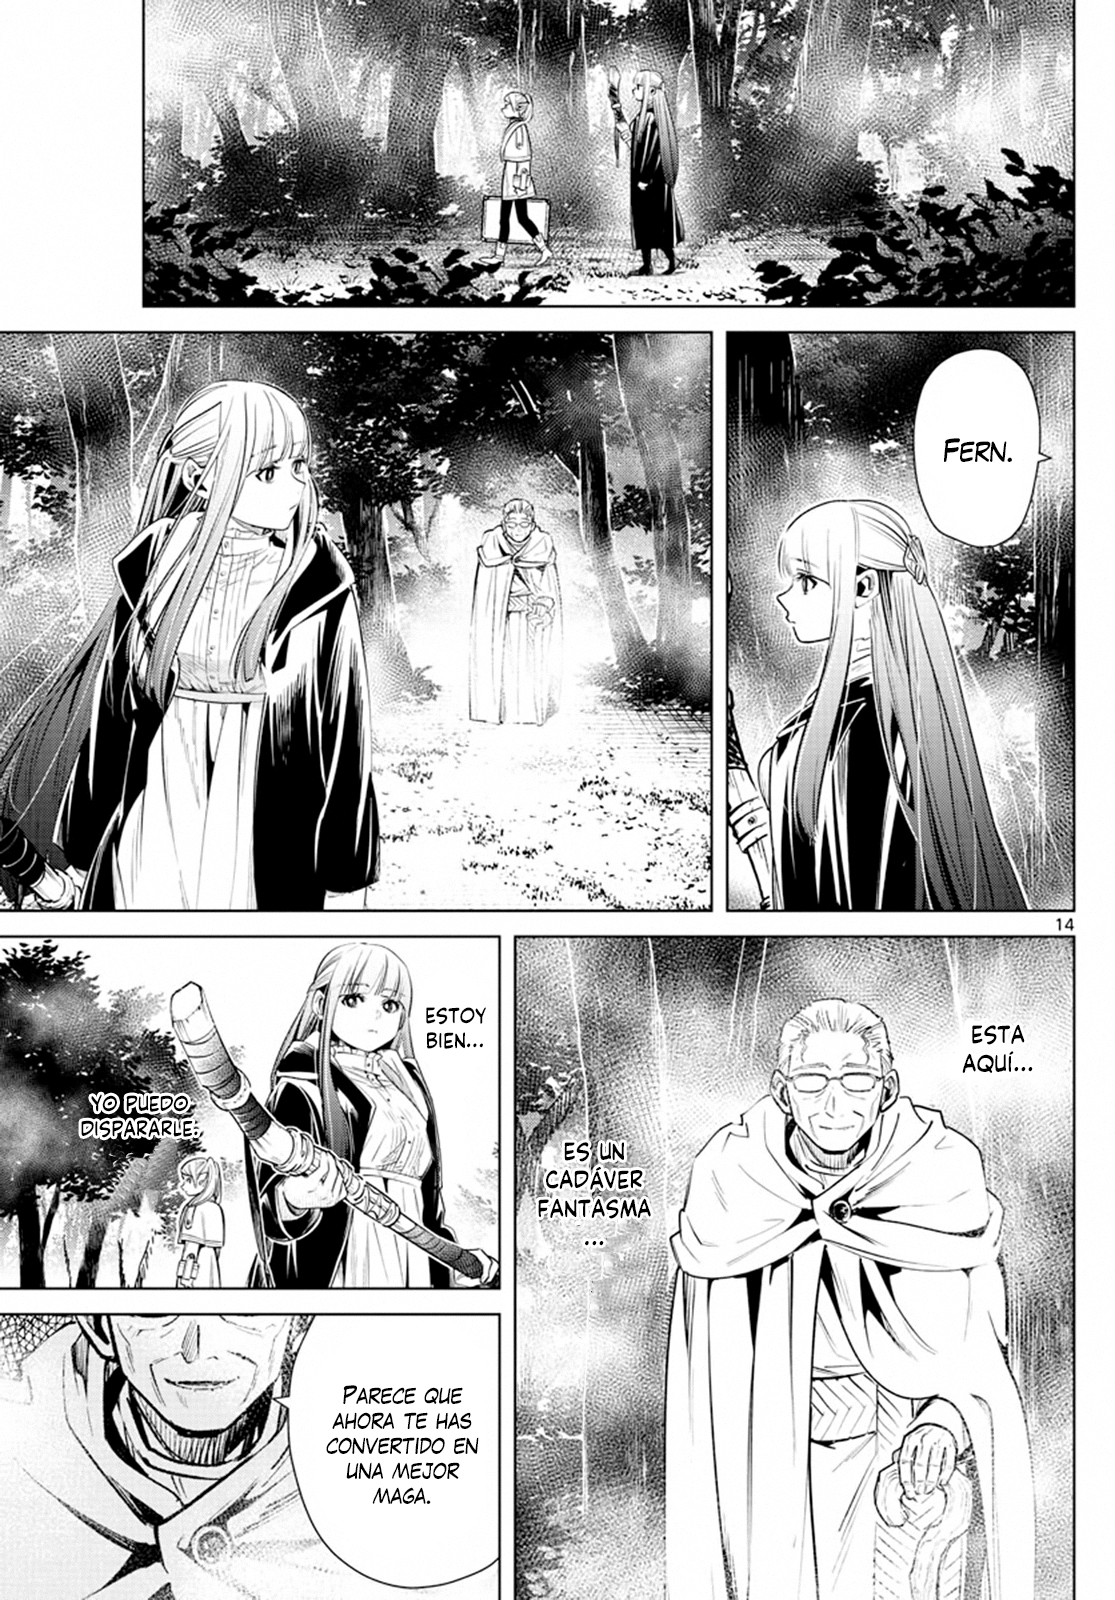 FERN.
14
ESTA
AQUÍ...
ES UN
CADÁVER
FANTASMA
...
ESTOY
BIEN...
YO PUEDO
DISPARARLE.
PARECE QUE
AHORA TE HAS
CONVERTIDO EN
UNA MEJOR
MAGA.